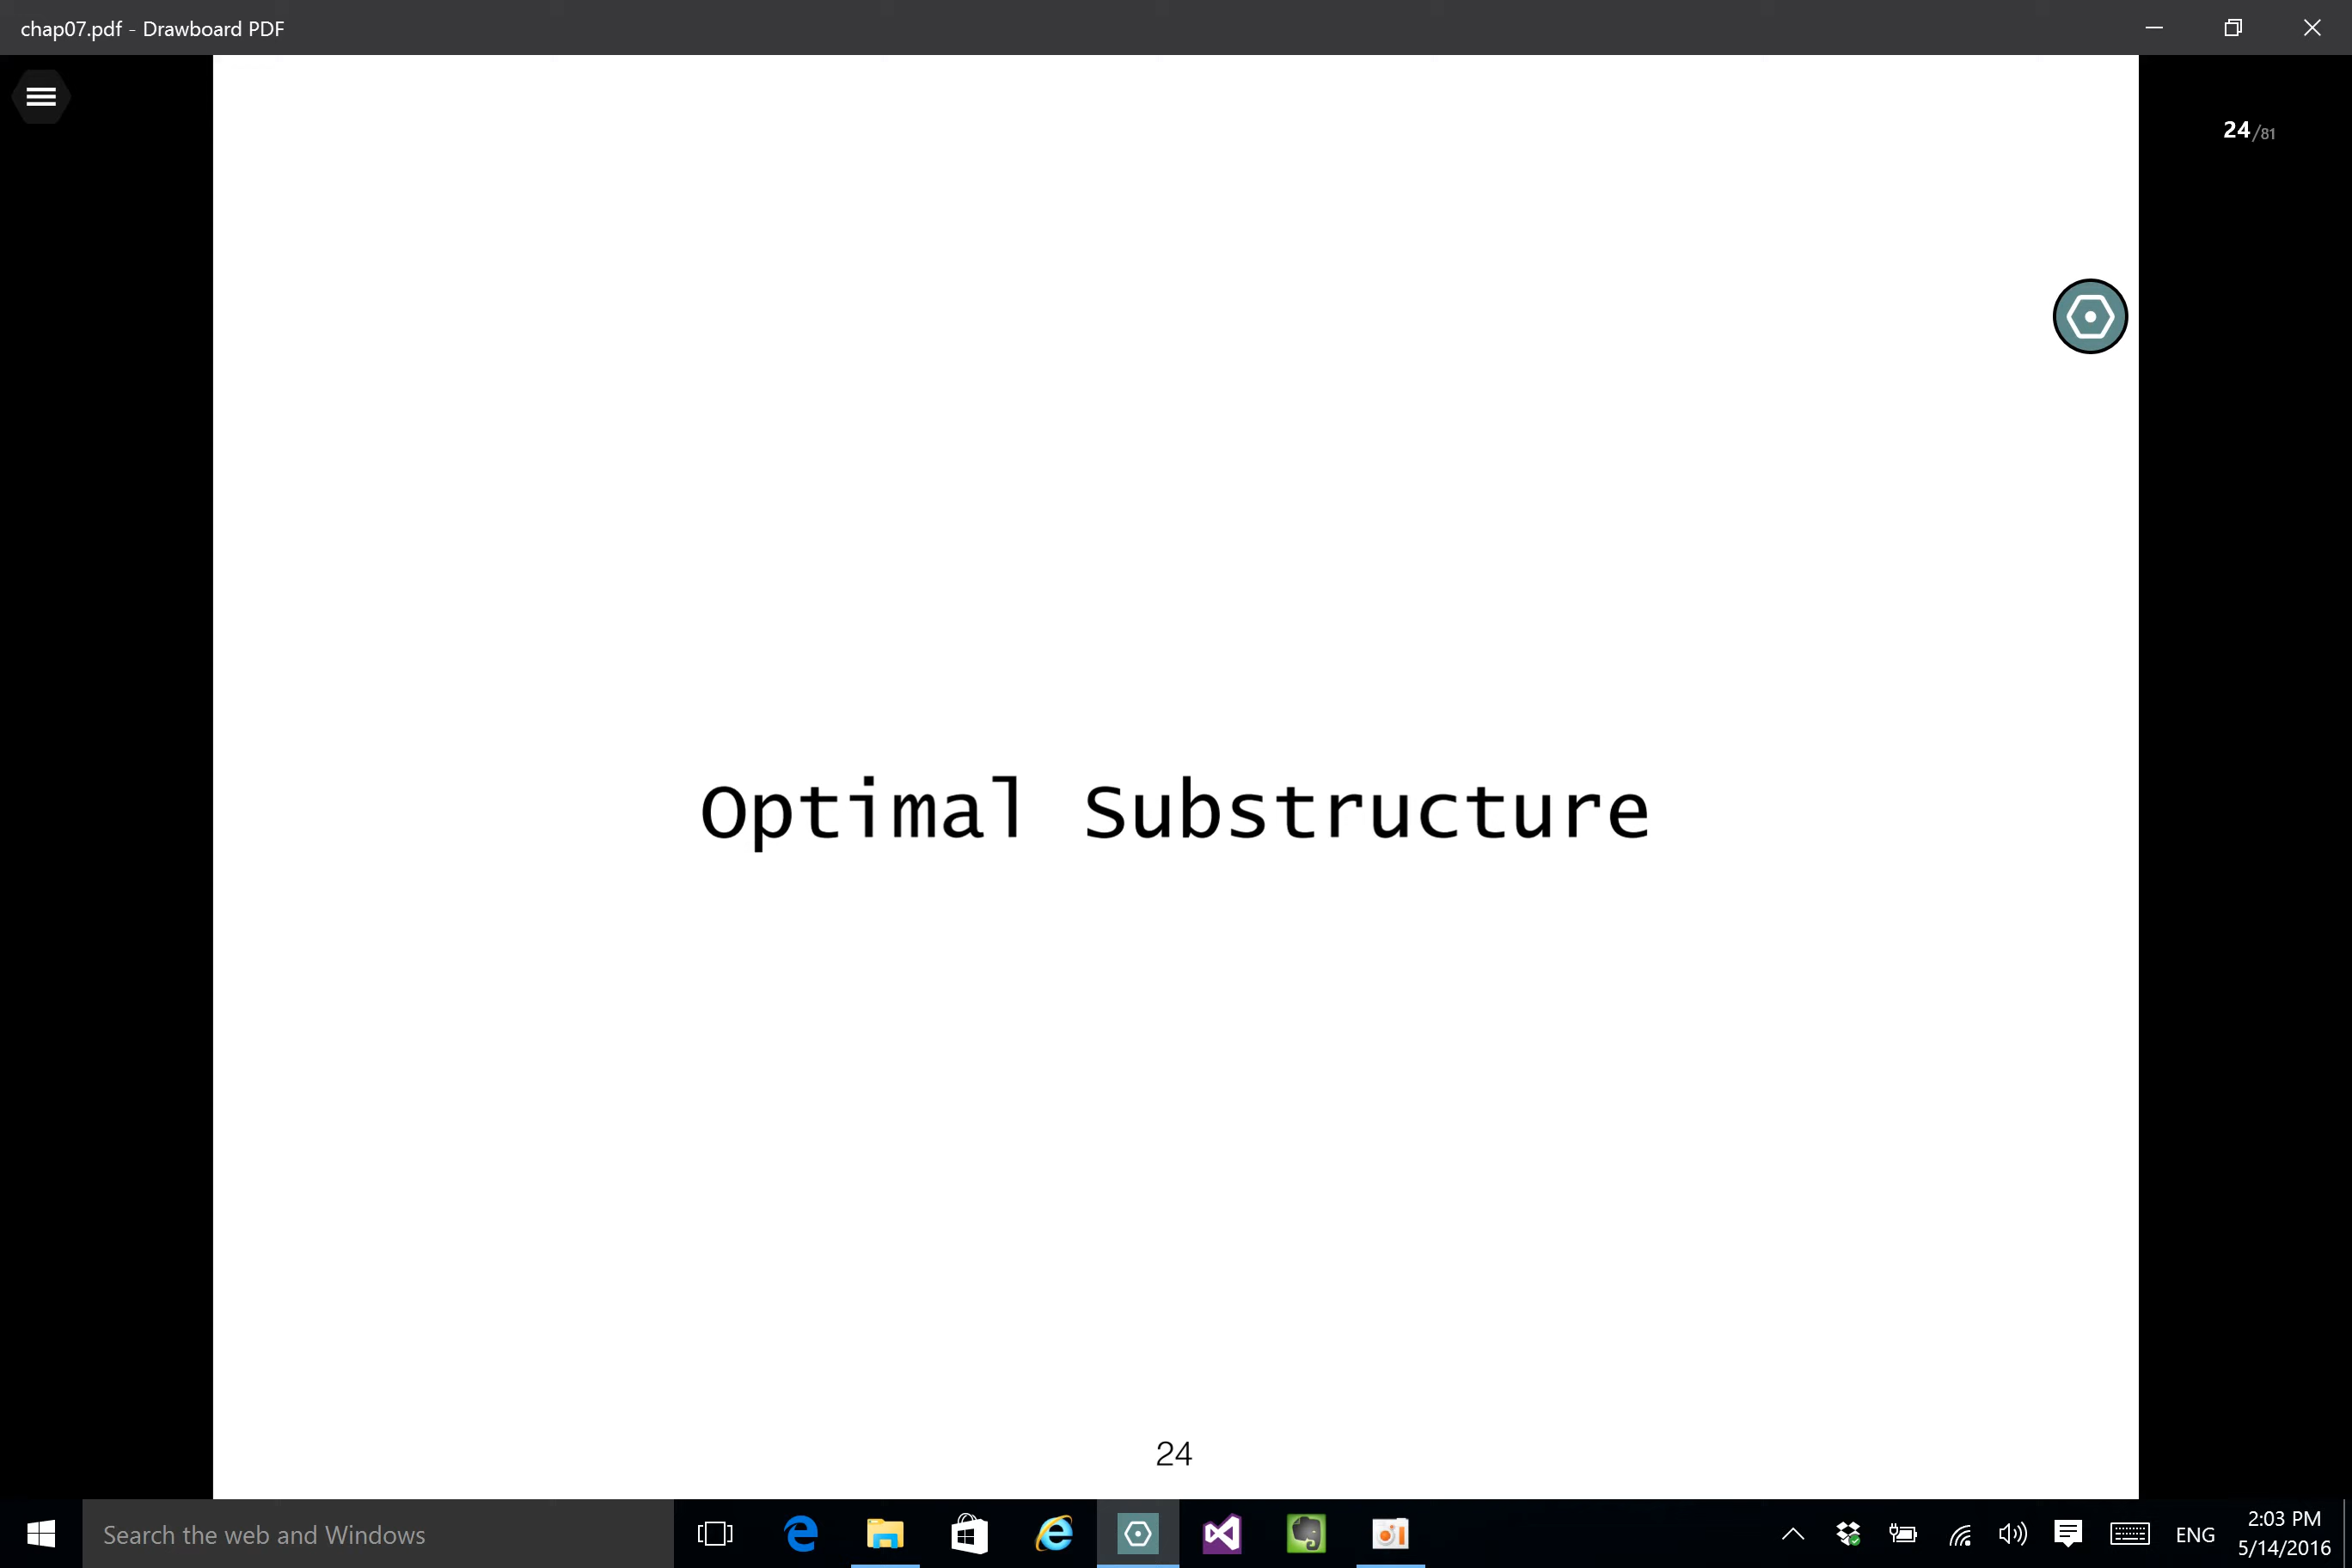 chap07.pdf - Drawboard PDF
24/81
Optimal Substructure
24
Search the web and Windows
ENG
2:03 PM
5/14/2016